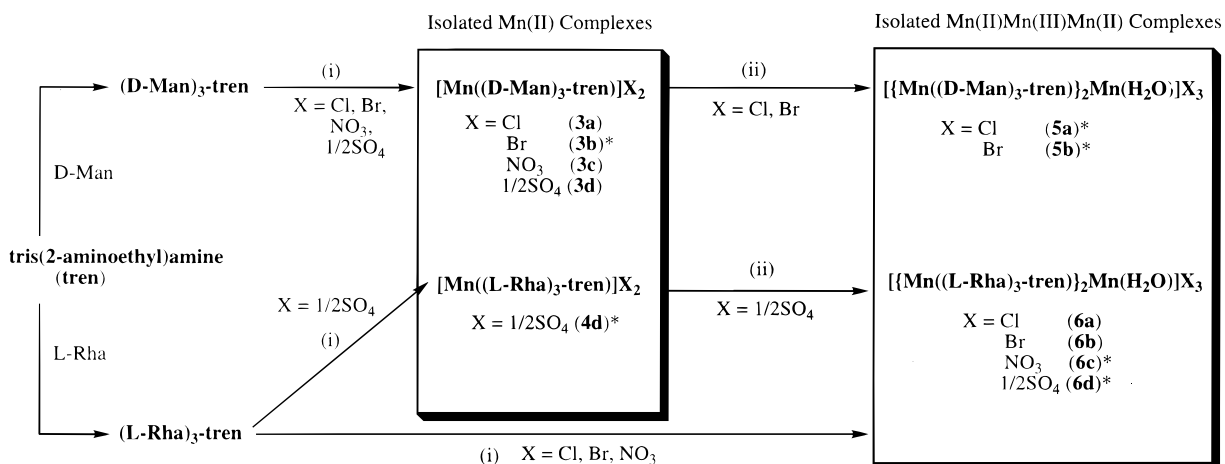 Isolated Mn(II) Complexes
Isolated Mn(II)Mn(III)Mn(II) Complexes
(D-Man)₃-tren
(i)
X = Cl, Br,
NO₃,
1/2SO₄
[Mn((D-Man)₃-tren)]X₂
X = Cl (3a)
Br (3b)*
NO₃ (3c)
1/2SO₄ (3d)
(ii)
X = Cl, Br
[{Mn((D-Man)₃-tren)}₂Mn(H₂O)]X₃
X = Cl (5a)*
Br (5b)*
D-Man
tris(2-aminoethyl)amine
(tren)
L-Rha
(L-Rha)₃-tren
X = 1/2SO₄
(i)
[Mn((L-Rha)₃-tren)]X₂
X = 1/2SO₄ (4d)*
(ii)
X = 1/2SO₄
[{Mn((L-Rha)₃-tren)}₂Mn(H₂O)]X₃
X = Cl (6a)
Br (6b)
NO₃ (6c)*
1/2SO₄ (6d)*
(i) X = Cl, Br, NO₃